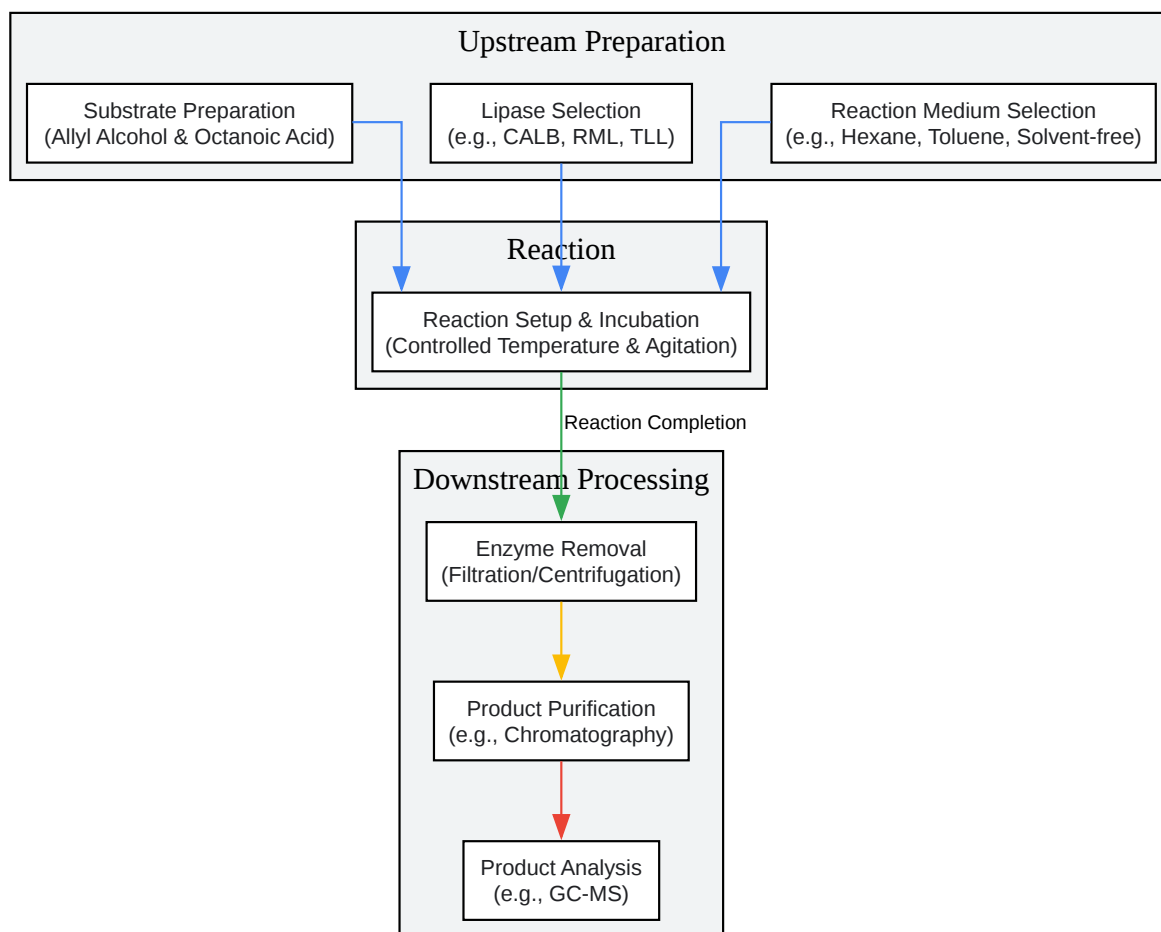 Upstream Preparation
Substrate Preparation
(Allyl Alcohol & Octanoic Acid)
Lipase Selection
(e.g., CALB, RML, TLL)
Reaction Medium Selection
(e.g., Hexane, Toluene, Solvent-free)
Reaction
Reaction Setup & Incubation
(Controlled Temperature & Agitation)
Reaction Completion
Downstream Processing
Enzyme Removal
(Filtration/Centrifugation)
Product Purification
(e.g., Chromatography)
Product Analysis
(e.g., GC-MS)